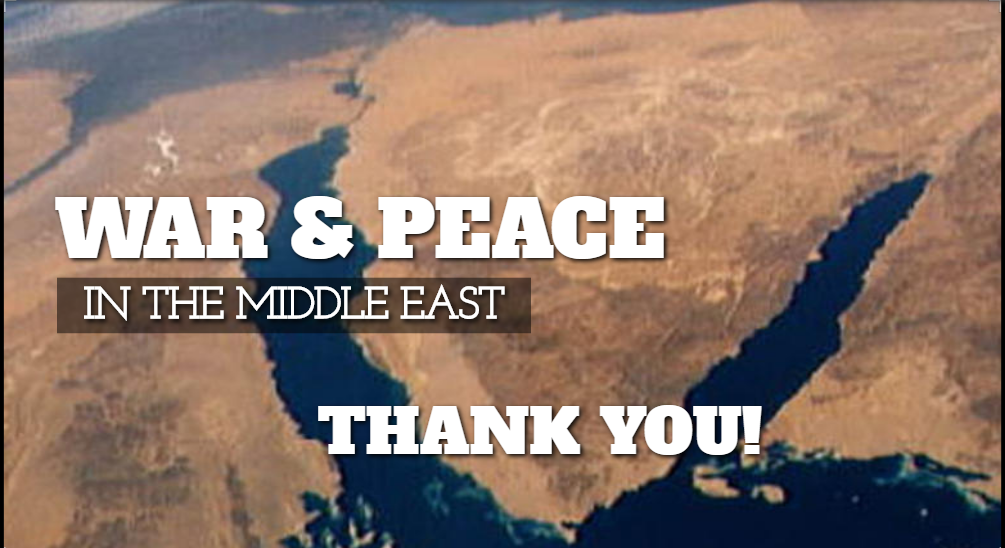 WAR & PEACE
IN THE MIDDLE EAST
THANK YOU!